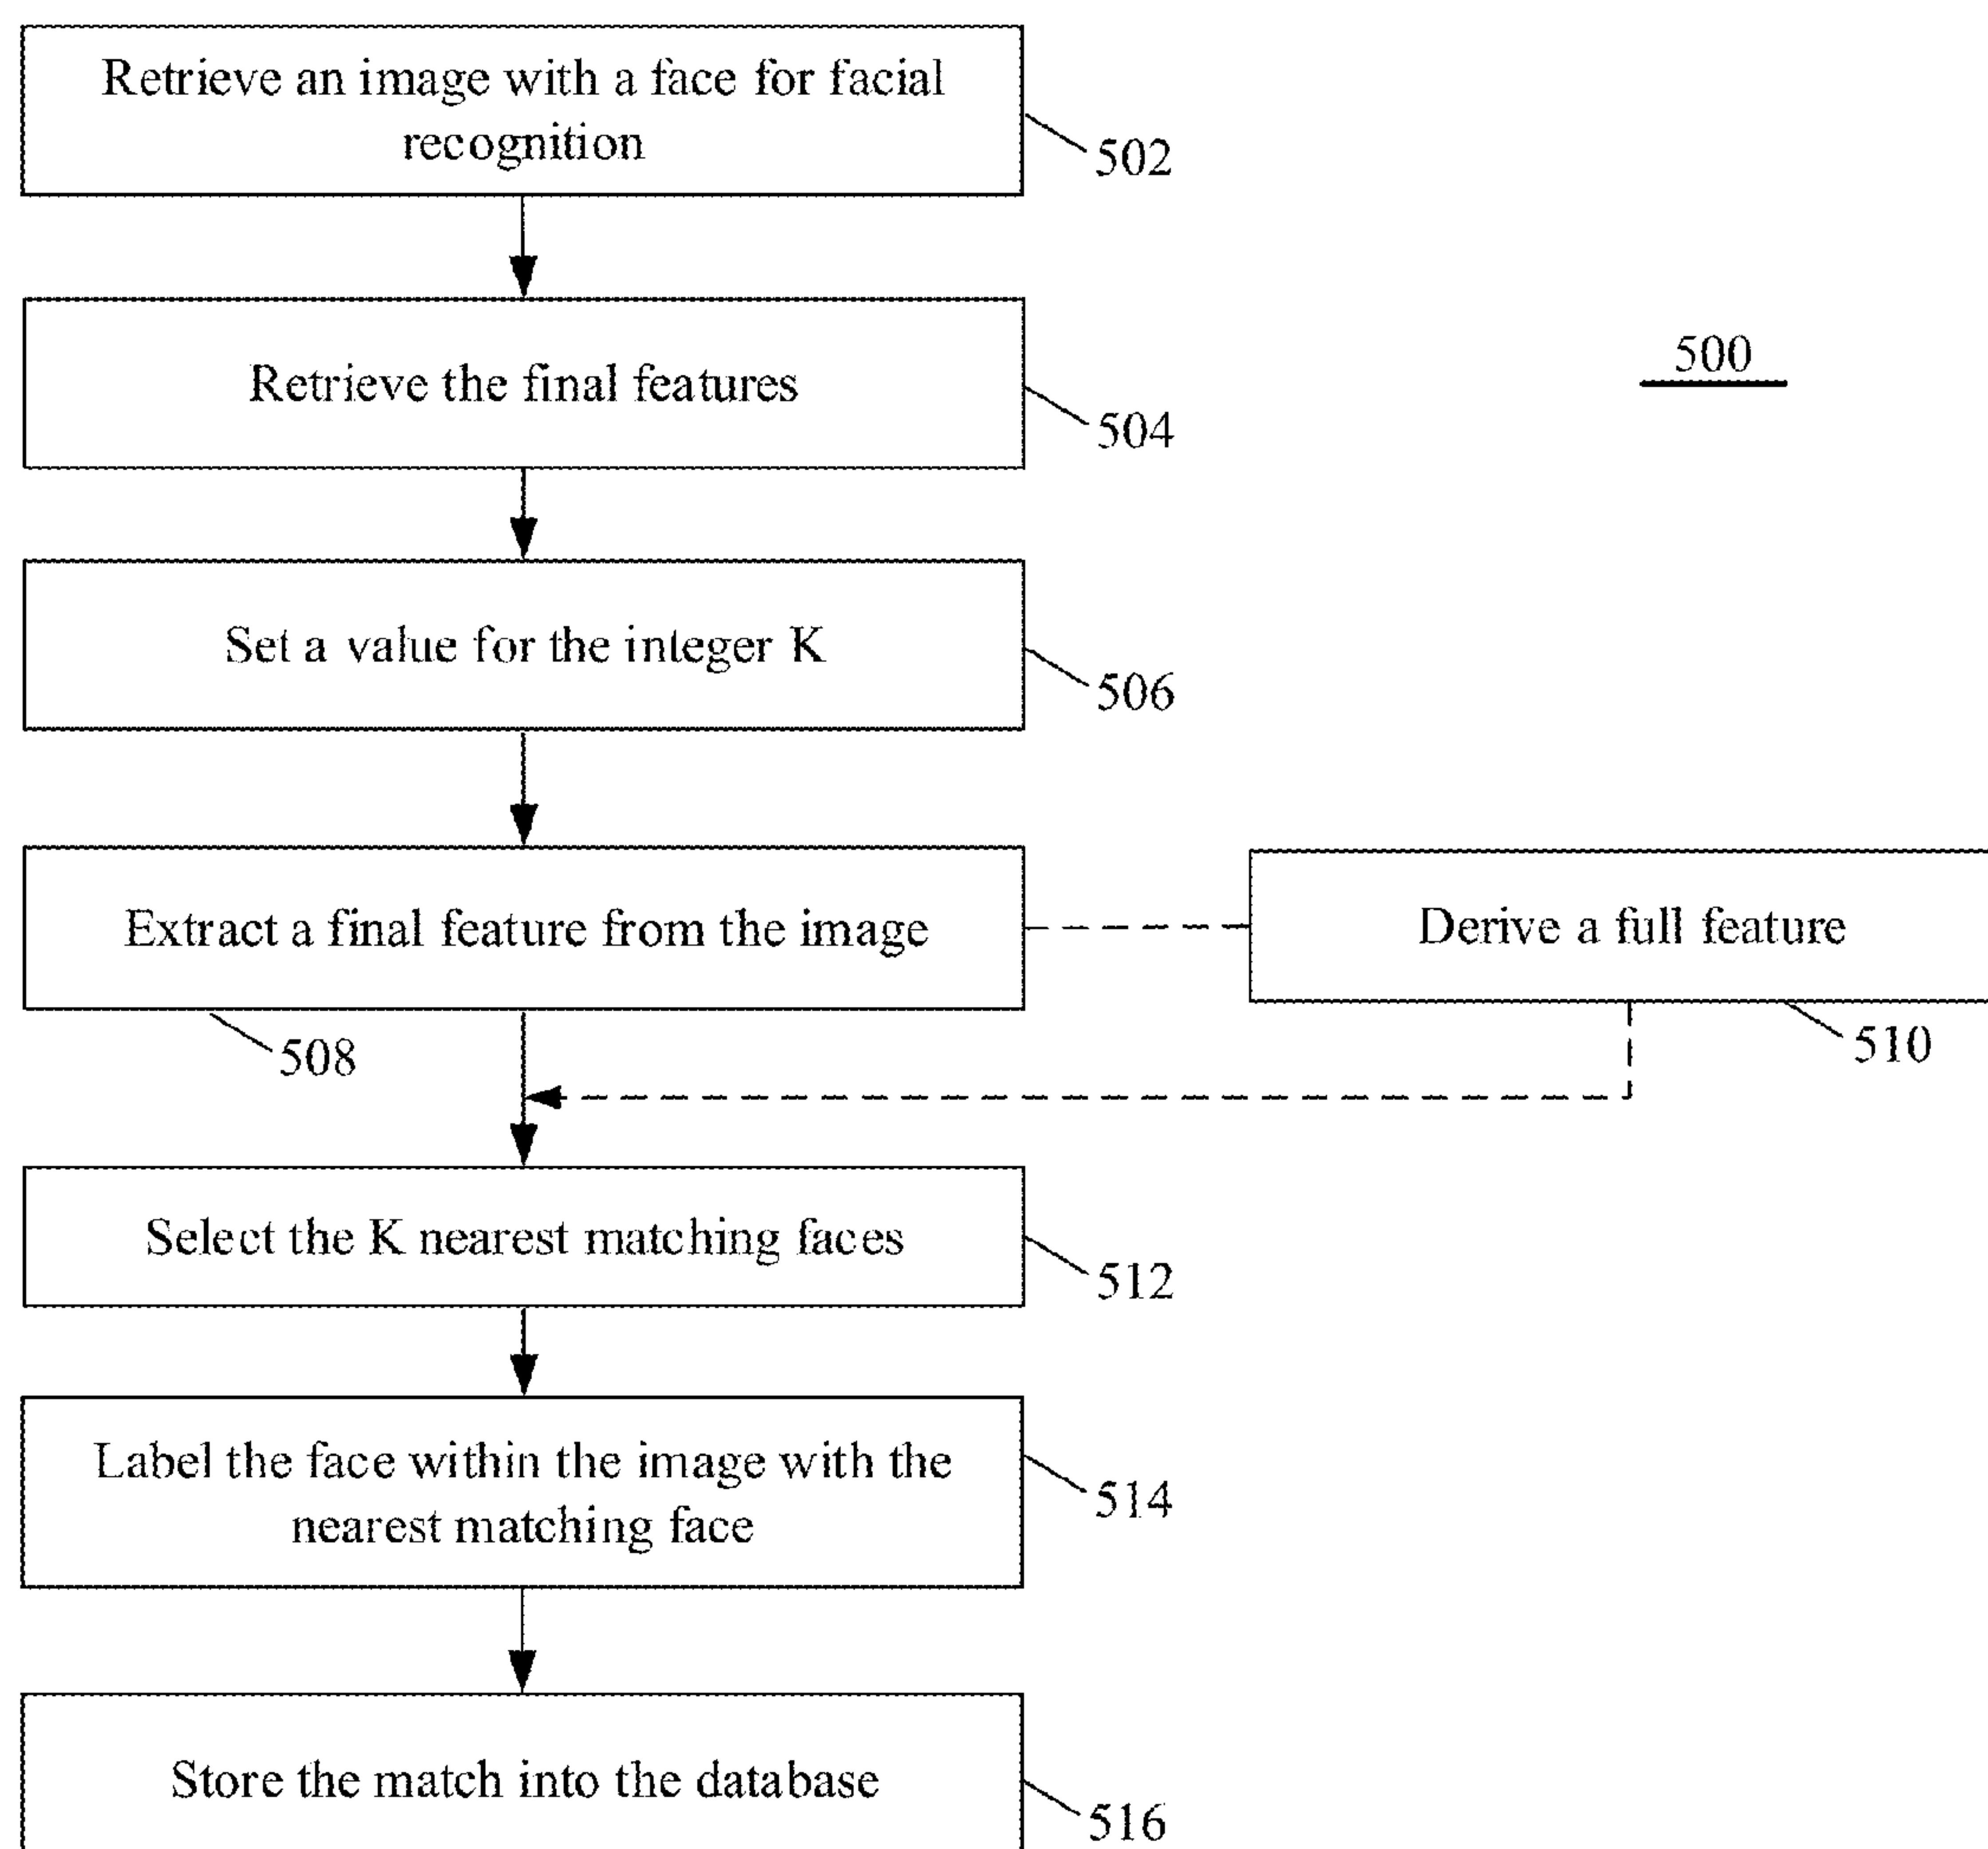 Retrieve an image with a face for facial
recognition
502
Retrieve the final features
504
500
Set a value for the integer K
506
Extract a final feature from the image
508
Derive a full feature
510
Select the K nearest matching faces
512
Label the face within the image with the
nearest matching face
514
Store the match into the database
516